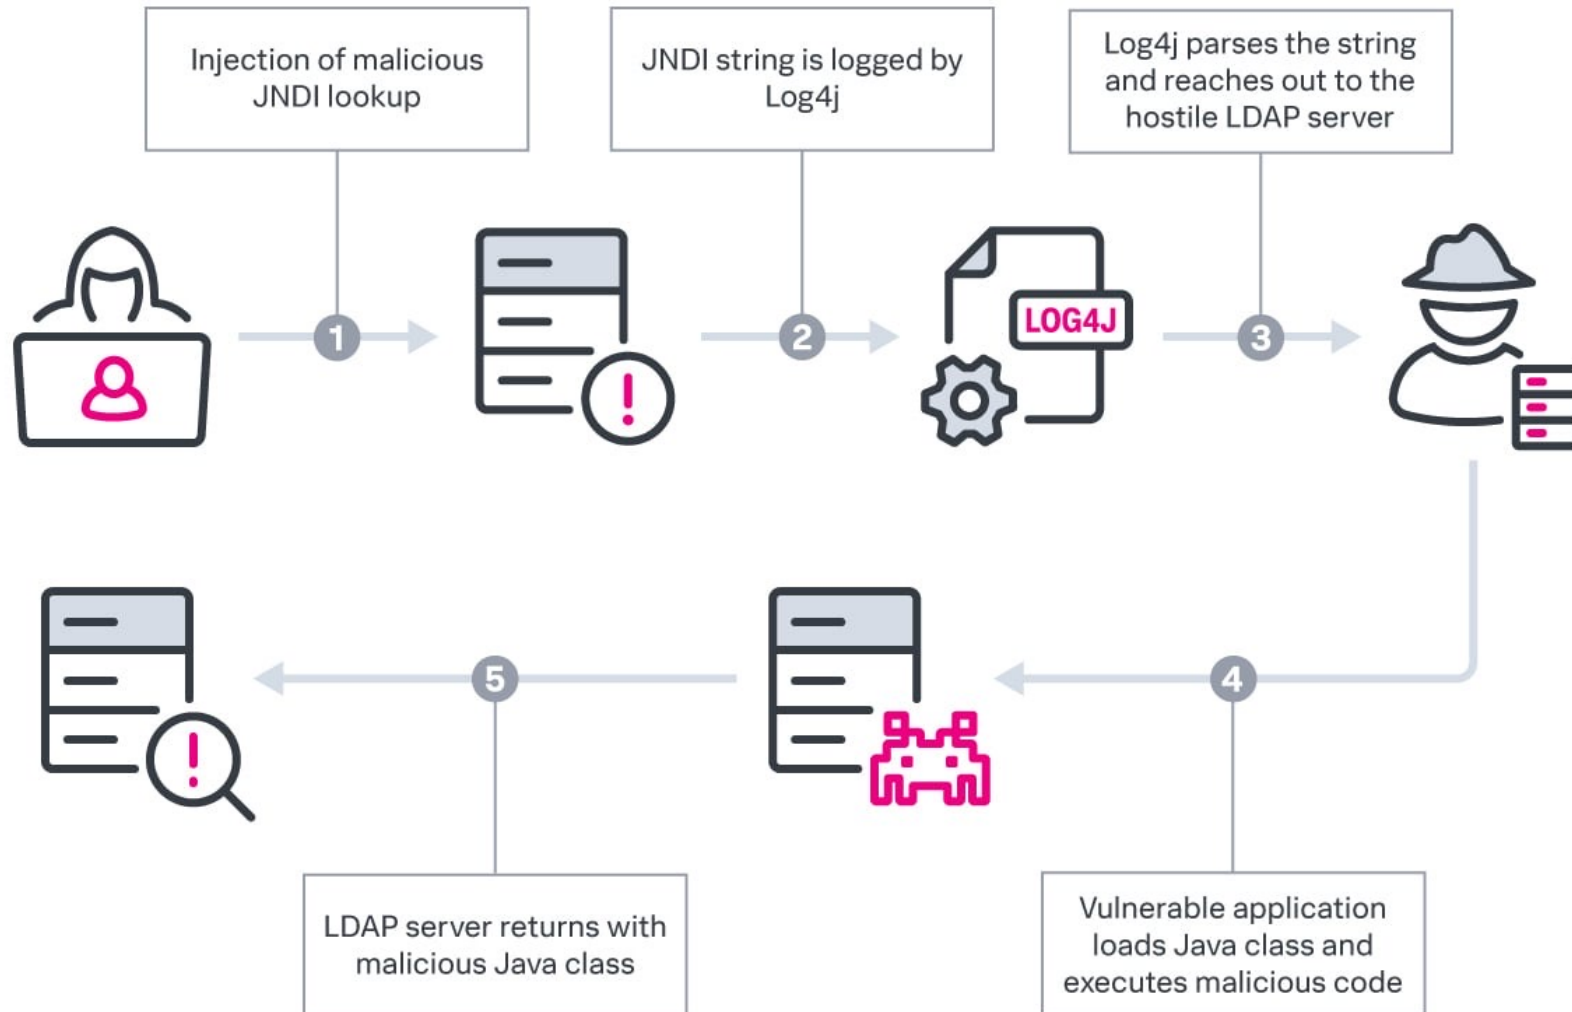 Injection of malicious
JNDI lookup
JNDI string is logged by
Log4j
Log4j parses the string
and reaches out to the
hostile LDAP server
1
2
LOG4J
3
5
4
LDAP server returns with
malicious Java class
Vulnerable application
loads Java class and
executes malicious code